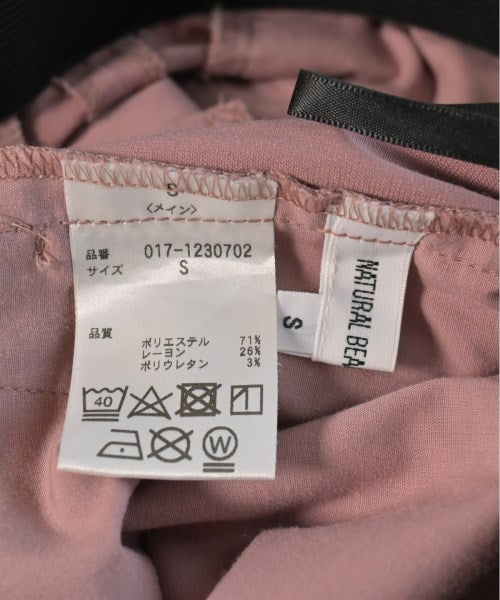 S
〈メイン〉
品番 017-1230702
サイズ S
品質
ポリエステル 71%
レーヨン 26%
ポリウレタン 3%
40
W
S
NATURAL BEA